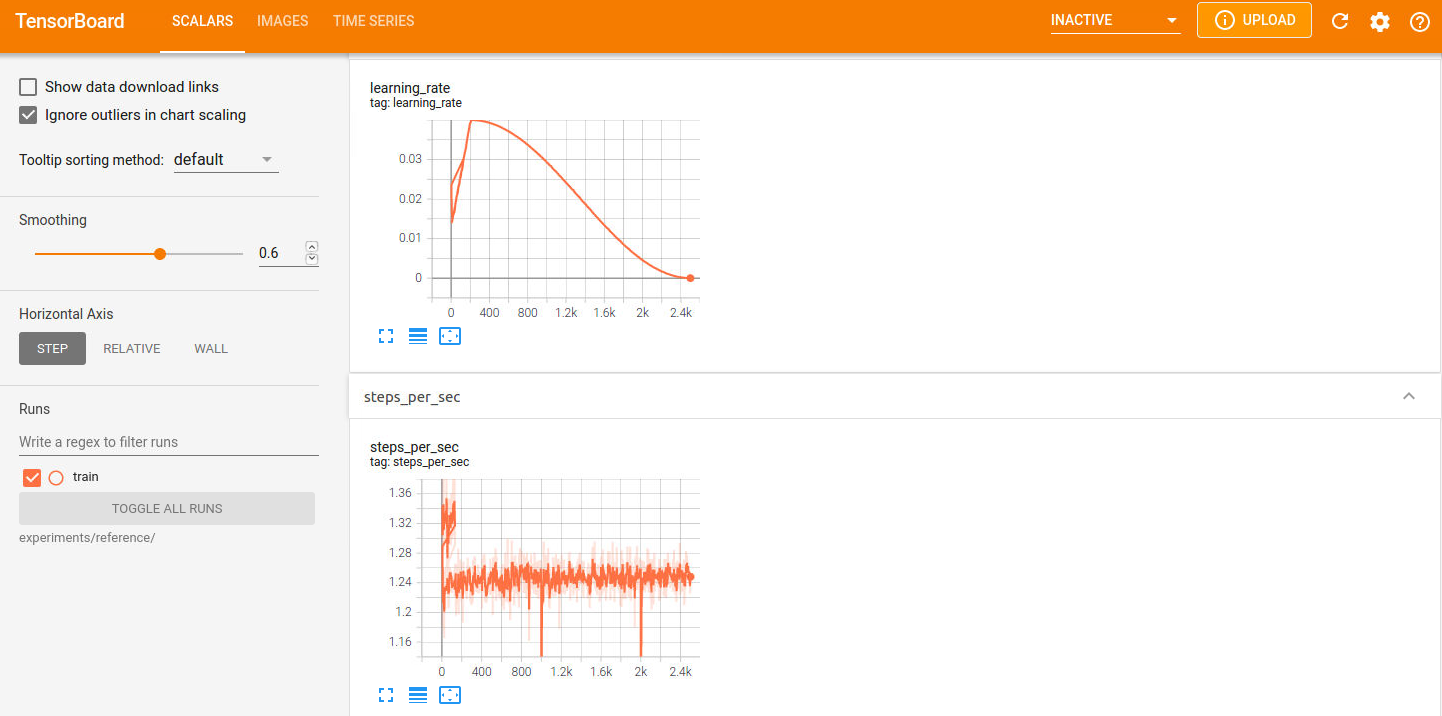 TensorBoard SCALARS IMAGES TIME SERIES INACTIVE UPLOAD
Show data download links
Ignore outliers in chart scaling
Tooltip sorting method: default
Smoothing
0.6
Horizontal Axis
STEP RELATIVE WALL
Runs
Write a regex to filter runs
train
TOGGLE ALL RUNS
experiments/reference/
learning_rate
tag: learning_rate
0.03
0.02
0.01
0
0 400 800 1.2k 1.6k 2k 2.4k
steps_per_sec
steps_per_sec
tag: steps_per_sec
1.36
1.32
1.28
1.24
1.2
1.16
0 400 800 1.2k 1.6k 2k 2.4k